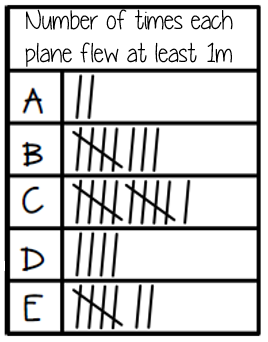 Number of times each
plane flew at least 1m
A
B
C
D
E